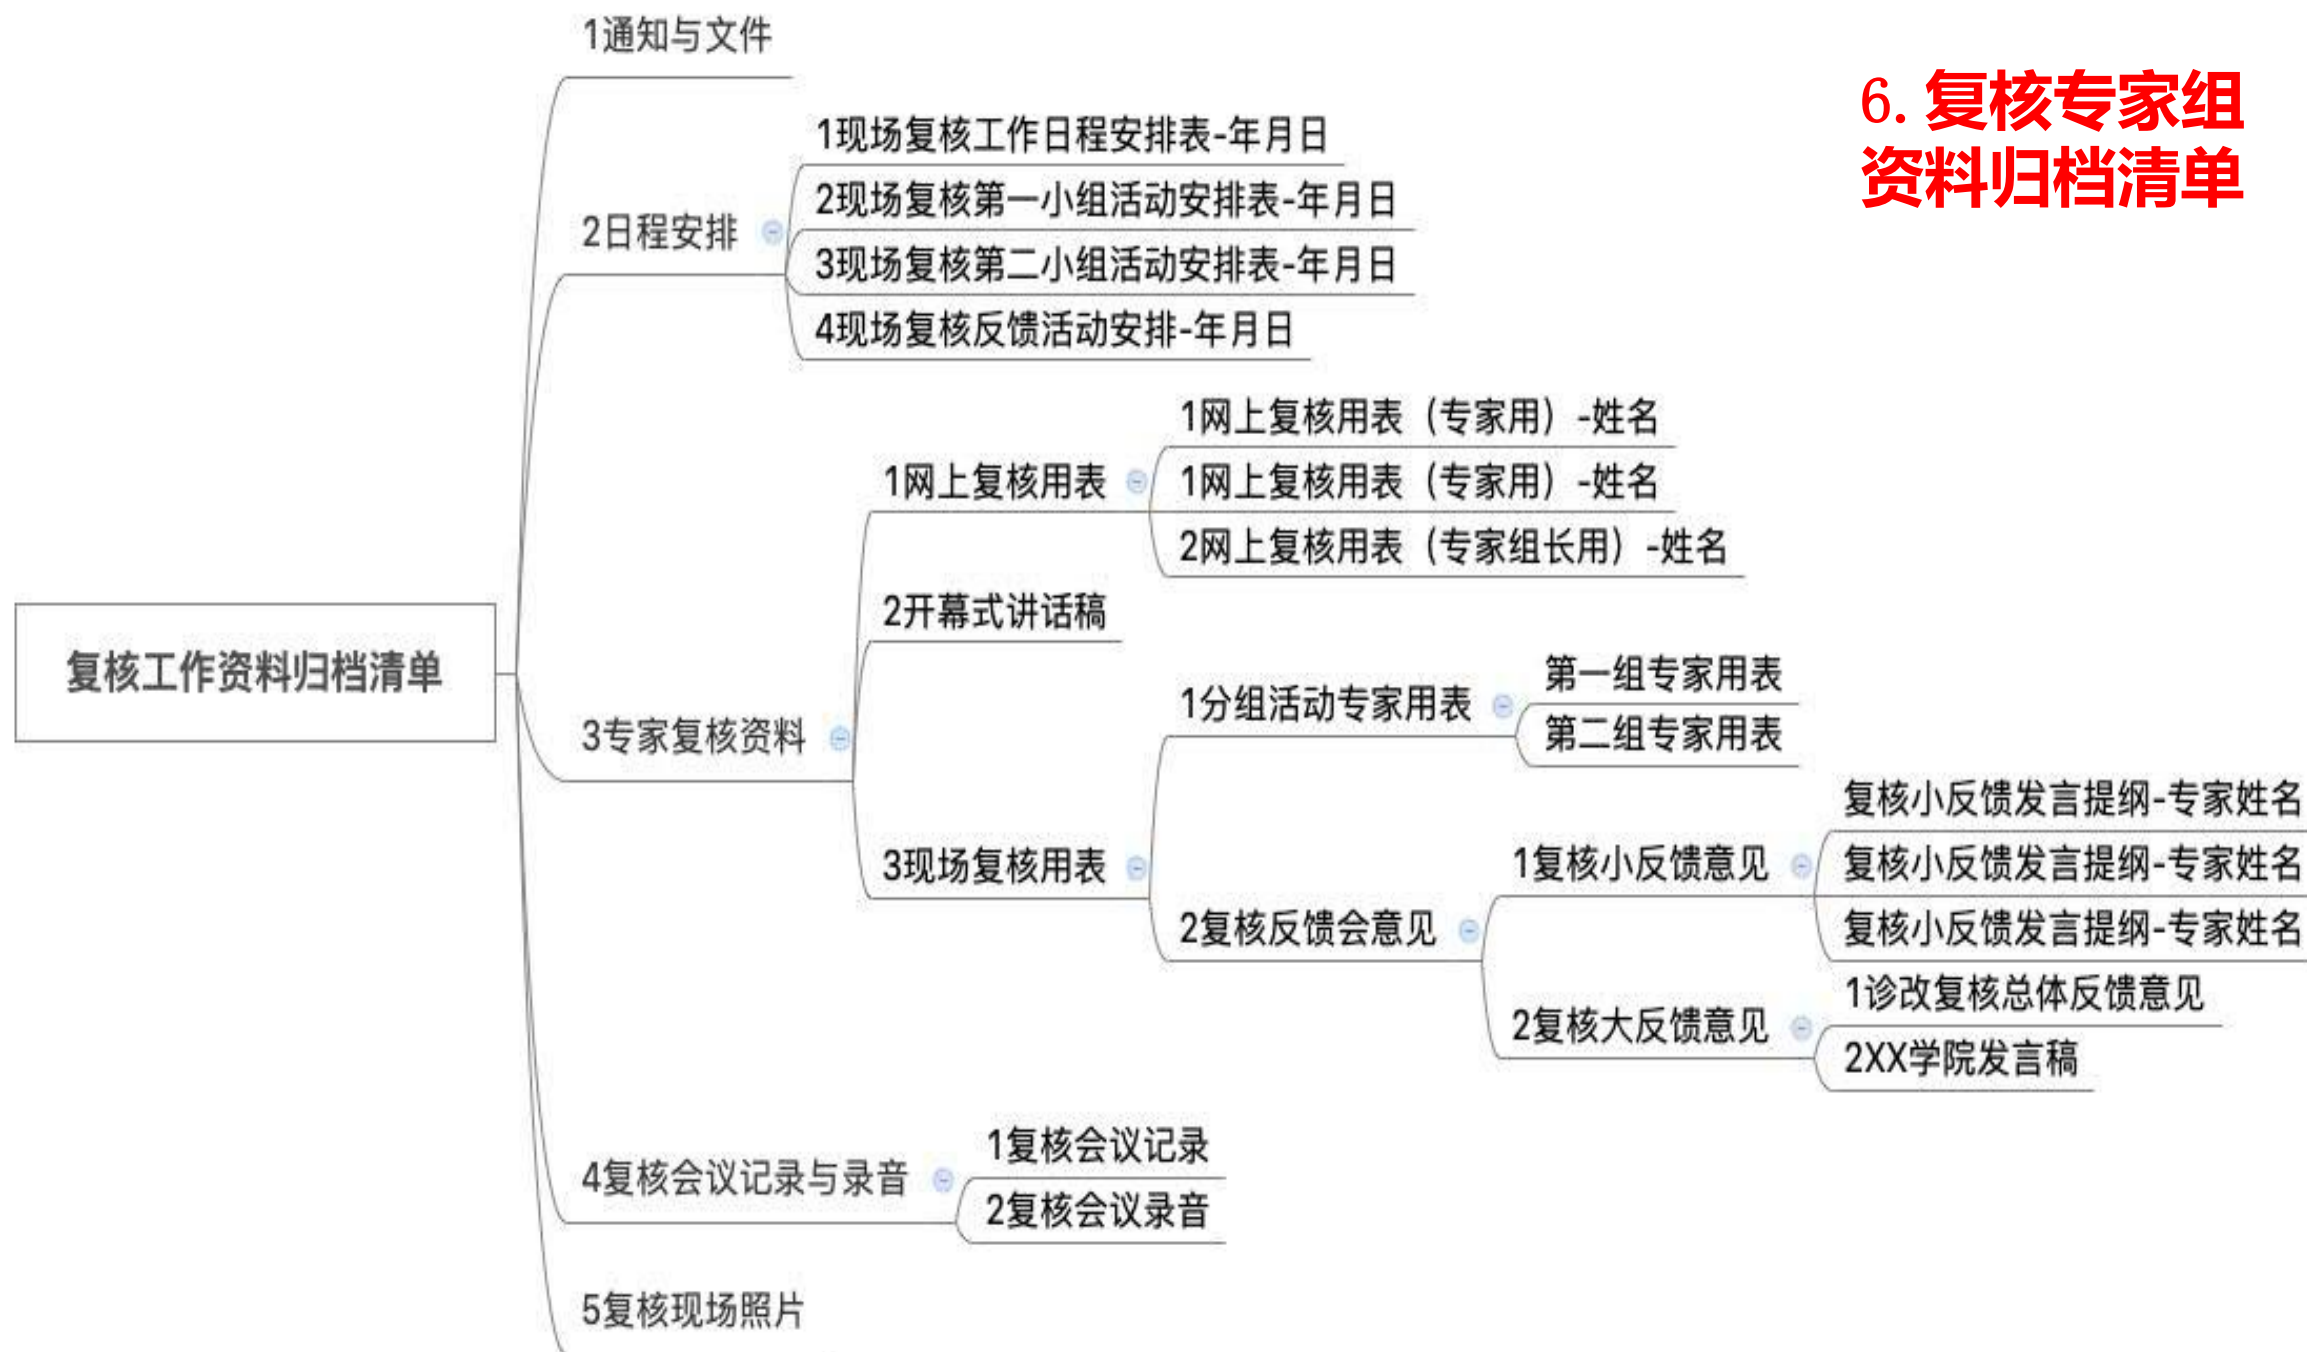 6. 复核专家组
资料归档清单
复核工作资料归档清单
1通知与文件
2日程安排
1现场复核工作日程安排表-年月日
2现场复核第一小组活动安排表-年月日
3现场复核第二小组活动安排表-年月日
4现场复核反馈活动安排-年月日
3专家复核资料
1网上复核用表
1网上复核用表（专家用）-姓名
1网上复核用表（专家用）-姓名
2网上复核用表（专家组长用）-姓名
2开幕式讲话稿
3现场复核用表
1分组活动专家用表
第一组专家用表
第二组专家用表
2复核反馈会意见
1复核小反馈意见
复核小反馈发言提纲-专家姓名
复核小反馈发言提纲-专家姓名
复核小反馈发言提纲-专家姓名
2复核大反馈意见
1诊改复核总体反馈意见
2XX学院发言稿
4复核会议记录与录音
1复核会议记录
2复核会议录音
5复核现场照片